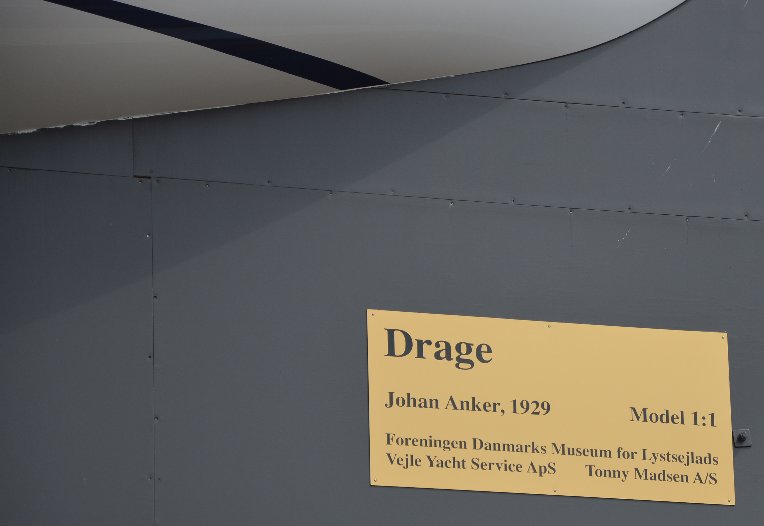 Drage
Johan Anker, 1929 Model 1:1
Foreningen Danmarks Museum for Lystsejlads
Vejle Yacht Service ApS Tonny Madsen A/S